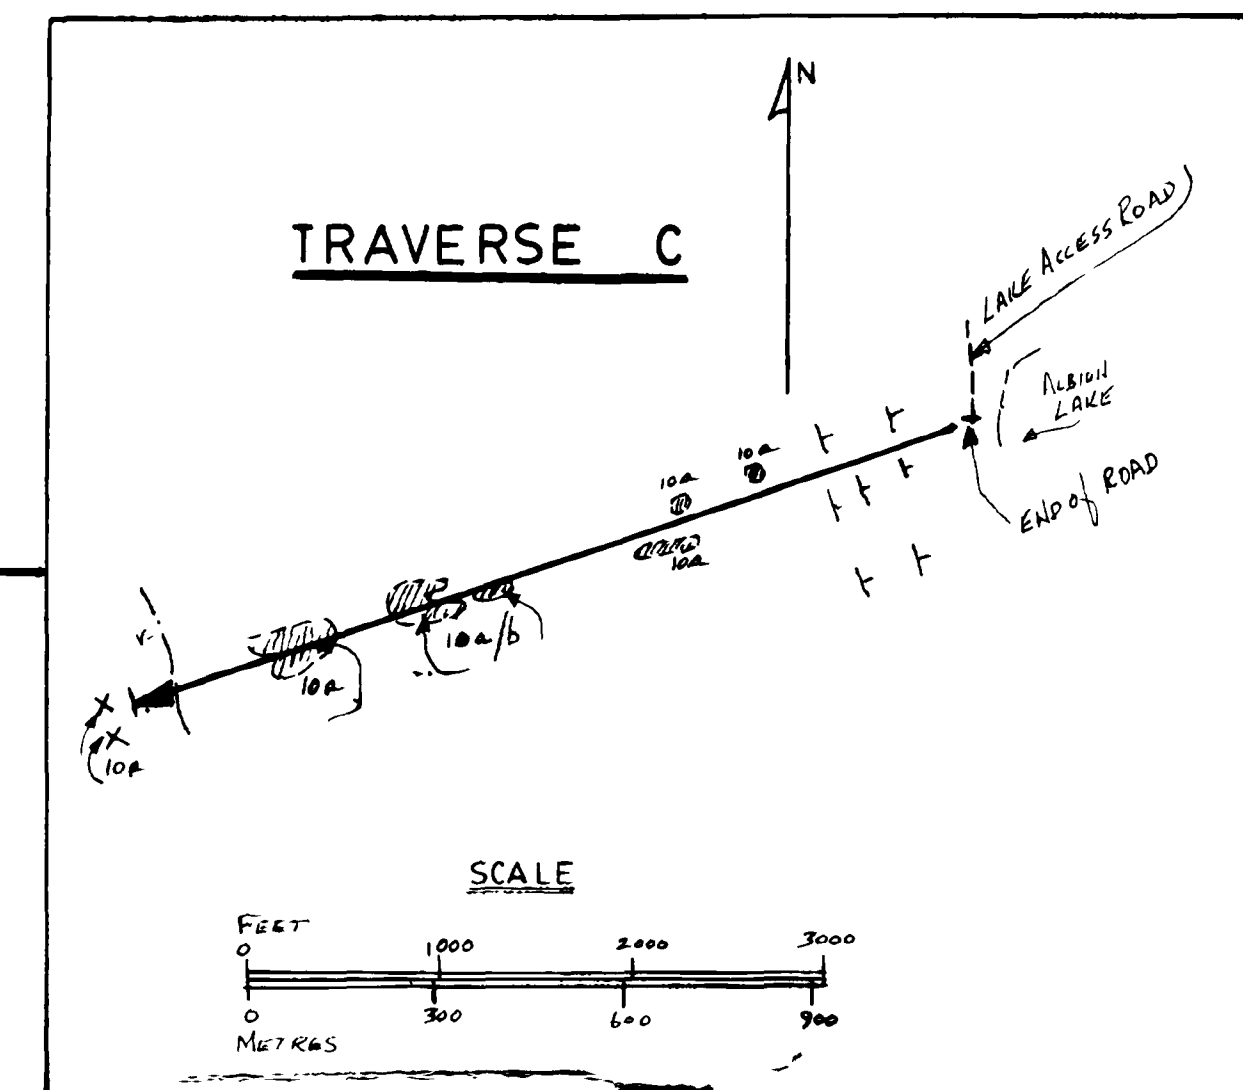 N
TRAVERSE C
LAKE ACCESS ROAD
ALBION
LAKE
END of ROAD
10a
10a
10a
10a/b
10a
10a
SCALE
FEET
0 1000 2000 3000
0 300 600 900
METRES